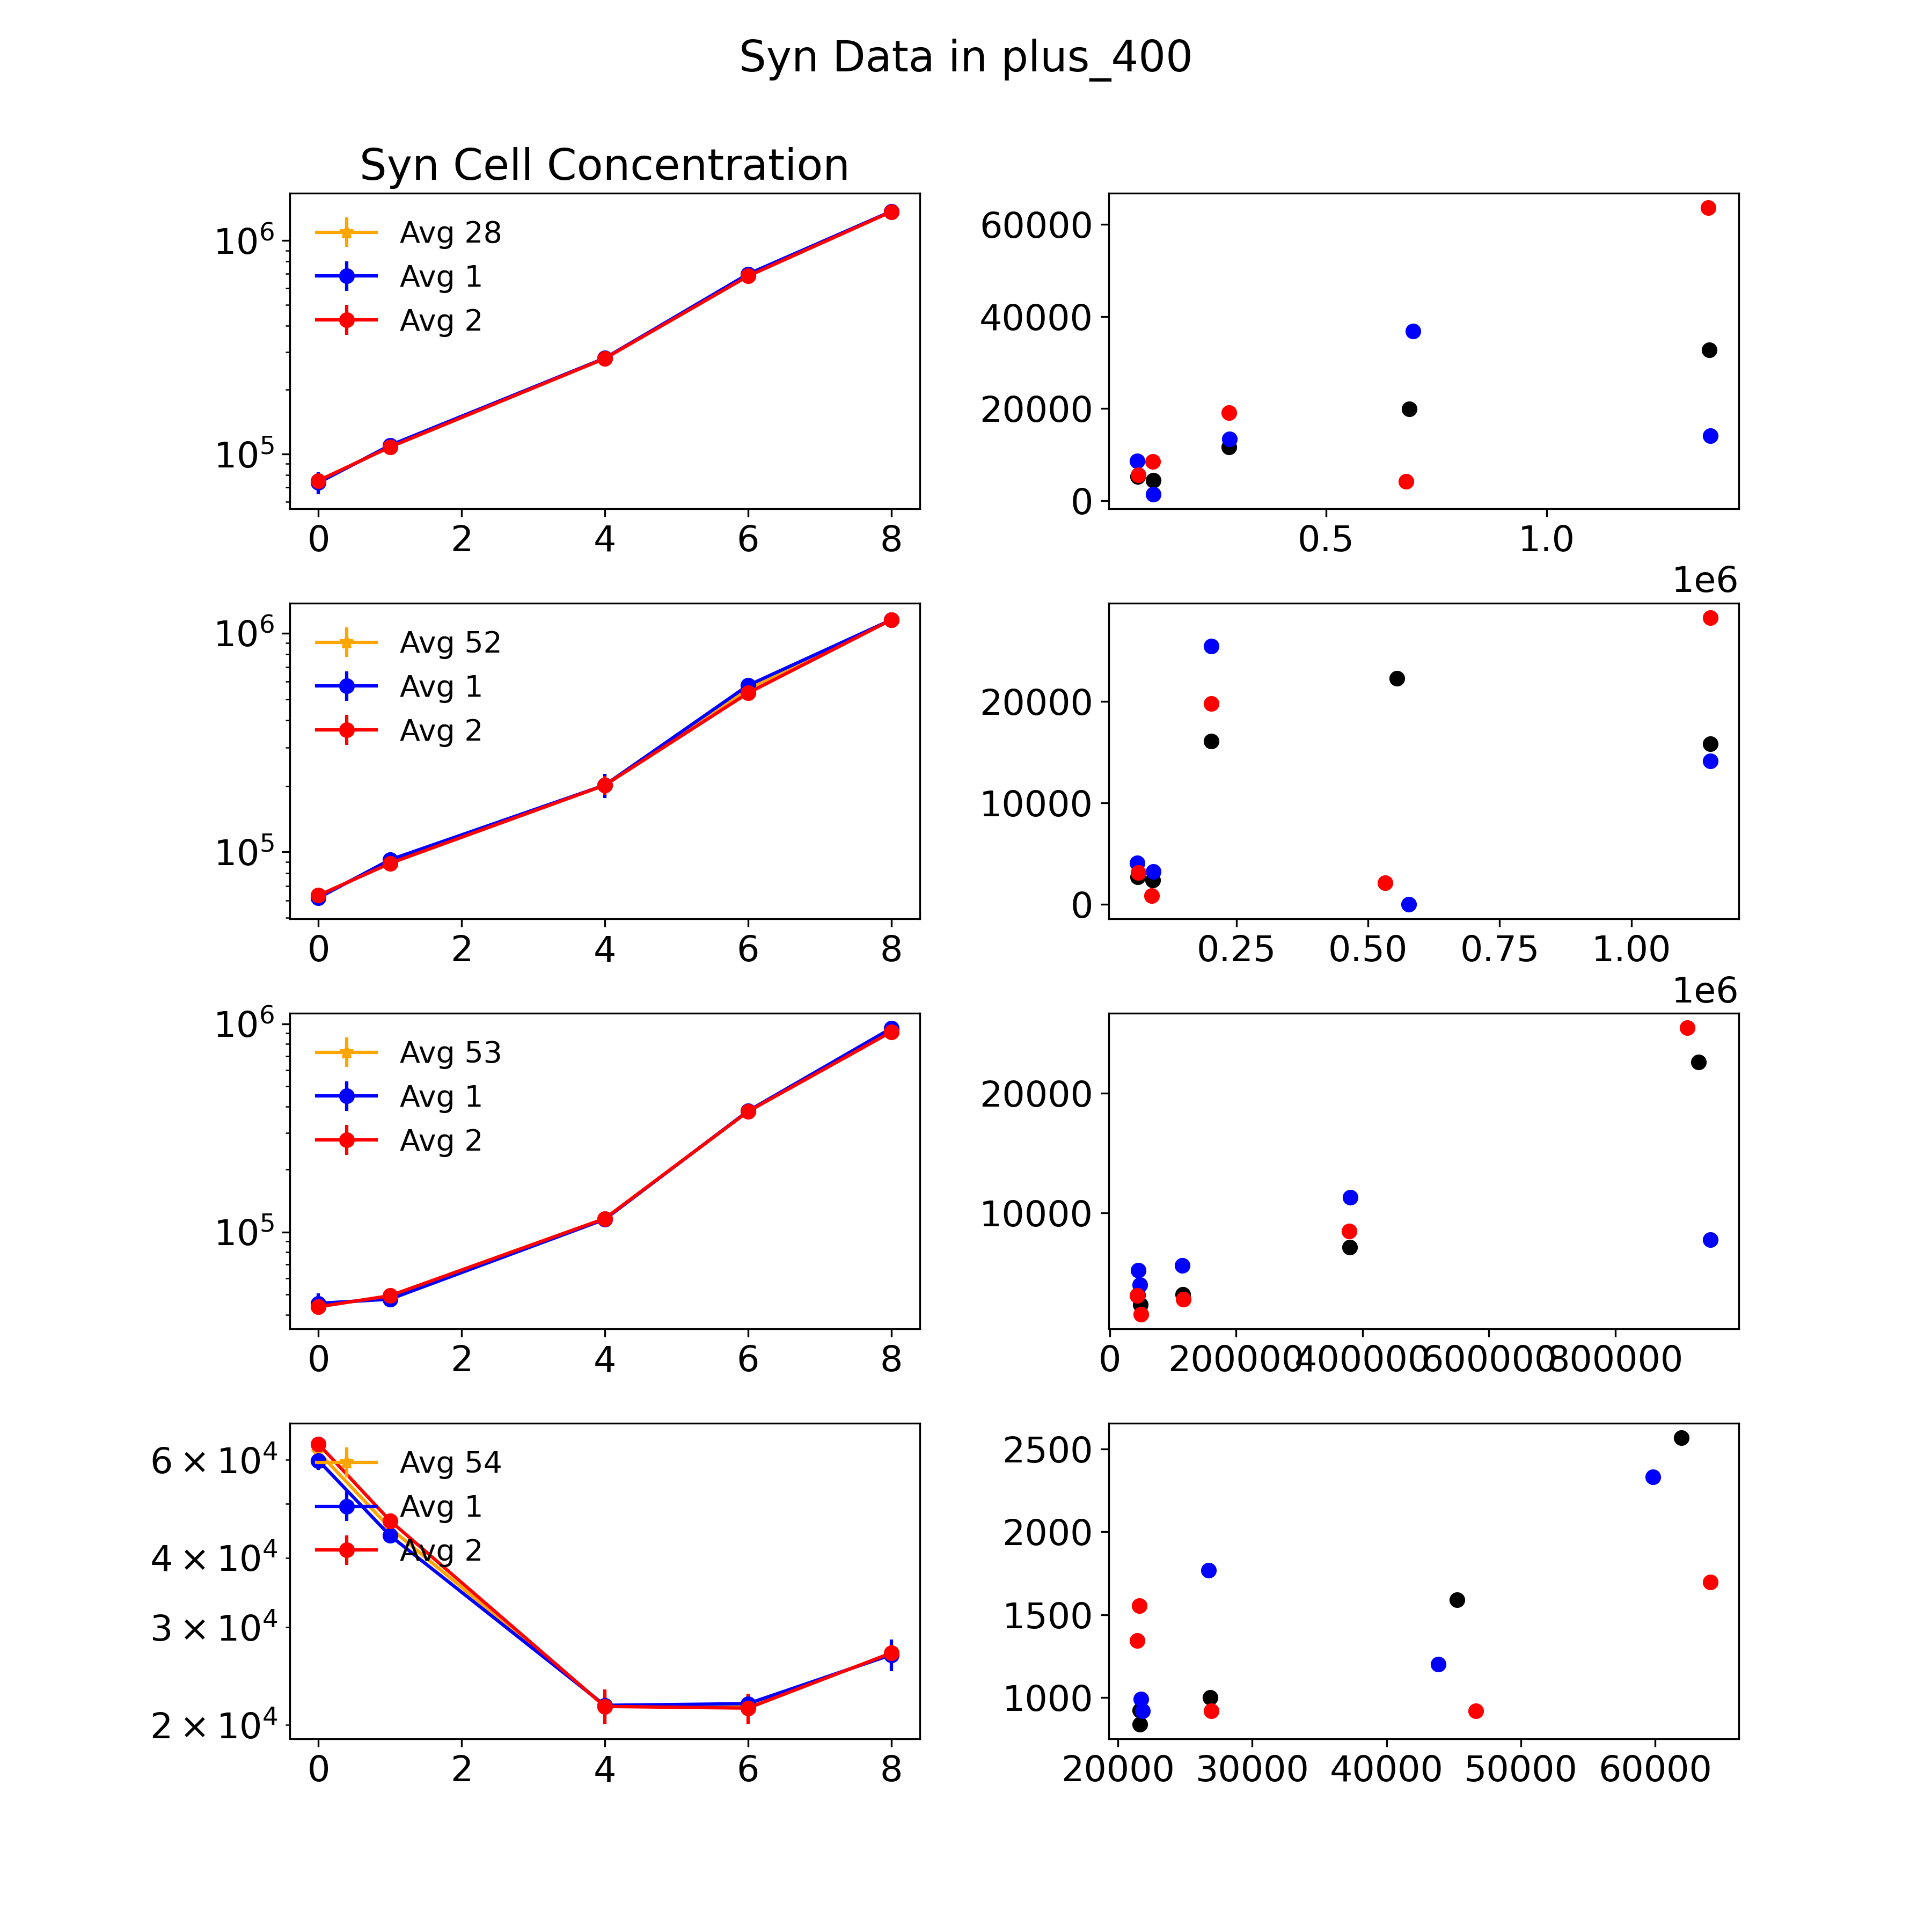 Syn Data in plus_400
Syn Cell Concentration
10^6
10^5
Avg 28
Avg 1
Avg 2
0 2 4 6 8
60000
40000
20000
0
0.5 1.0
1e6
10^6
10^5
Avg 52
Avg 1
Avg 2
0 2 4 6 8
20000
10000
0
0.25 0.50 0.75 1.00
1e6
10^6
10^5
Avg 53
Avg 1
Avg 2
0 2 4 6 8
20000
10000
0 200000 400000 600000 800000
6 × 10^4
4 × 10^4
3 × 10^4
2 × 10^4
Avg 54
Avg 1
Avg 2
0 2 4 6 8
2500
2000
1500
1000
20000 30000 40000 50000 60000